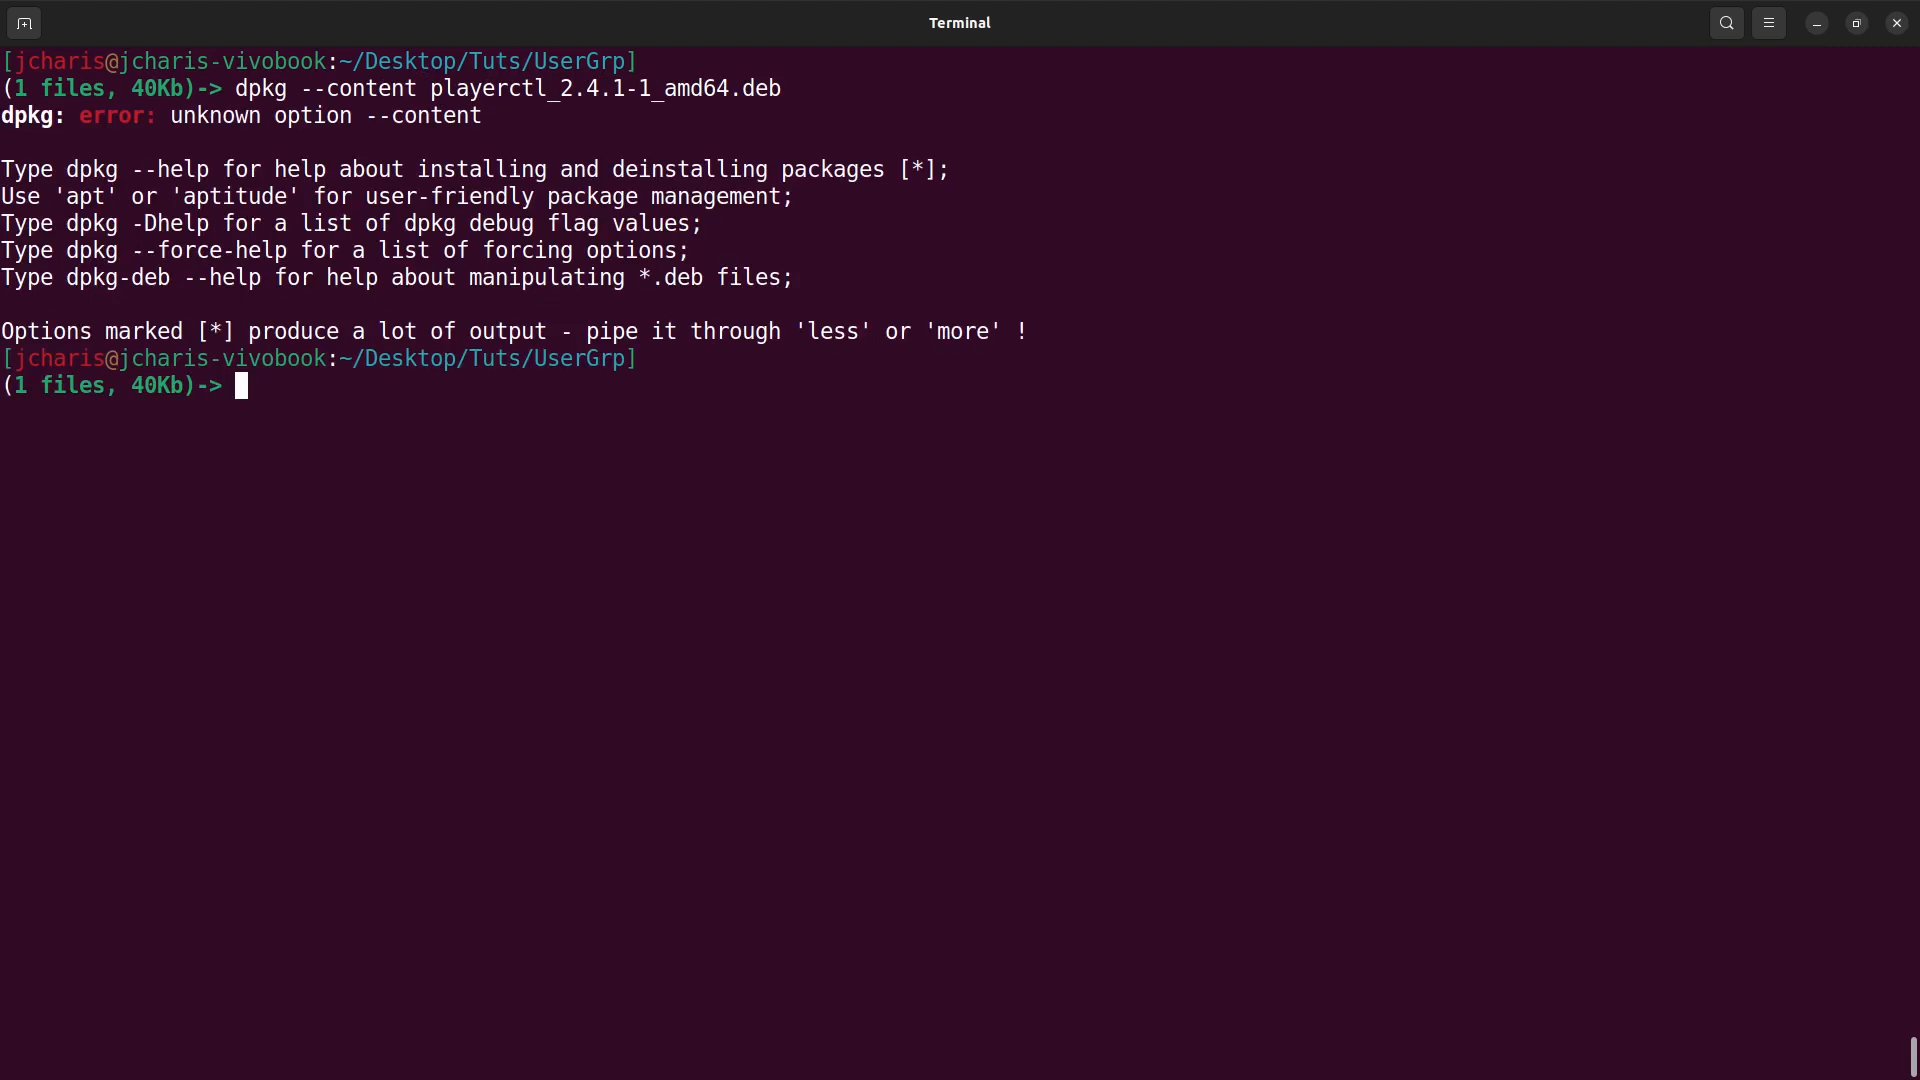 Terminal
[jcharis@jcharis-vivobook:~/Desktop/Tuts/UserGrp]
(1 files, 40Kb)-> dpkg --content playerctl_2.4.1-1_amd64.deb
dpkg: error: unknown option --content
Type dpkg --help for help about installing and deinstalling packages [*];
Use 'apt' or 'aptitude' for user-friendly package management;
Type dpkg -Dhelp for a list of dpkg debug flag values;
Type dpkg --force-help for a list of forcing options;
Type dpkg-deb --help for help about manipulating *.deb files;
Options marked [*] produce a lot of output - pipe it through 'less' or 'more' !
[jcharis@jcharis-vivobook:~/Desktop/Tuts/UserGrp]
(1 files, 40Kb)->